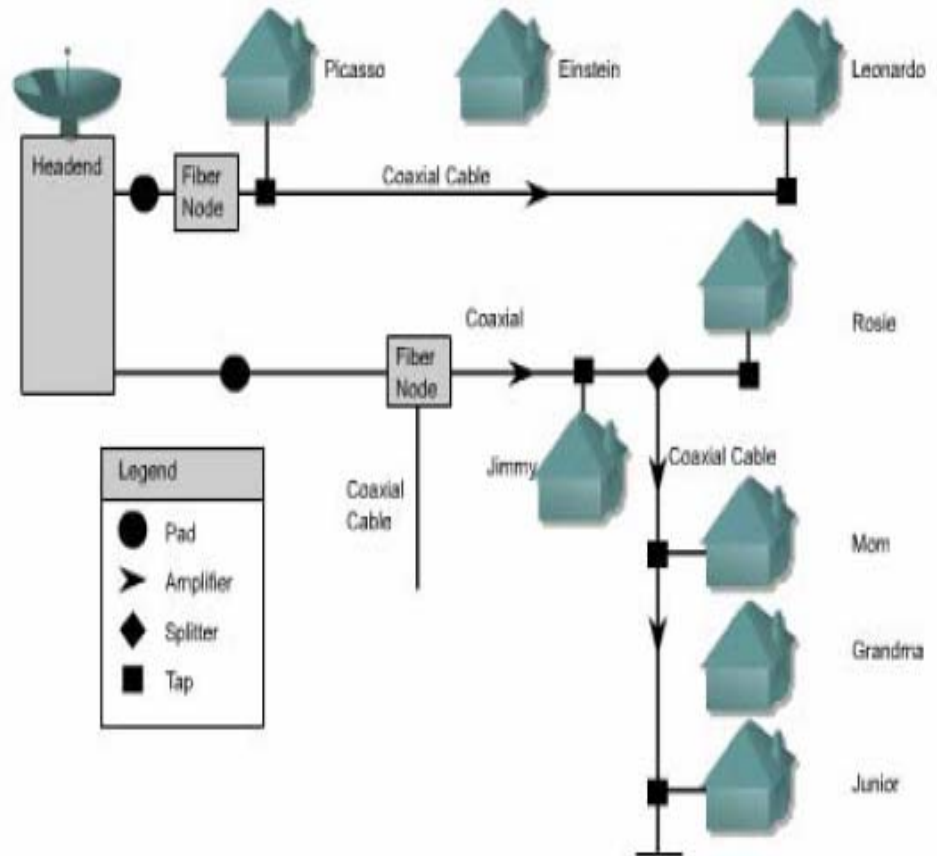 Picasso
Einstein
Leonardo
Headend
Fiber
Node
Coaxial Cable
Coaxial
Rosie
Fiber
Node
Jimmy
Coaxial Cable
Coaxial
Cable
Mom
Grandma
Junior
Legend
Pad
Amplifier
Splitter
Tap